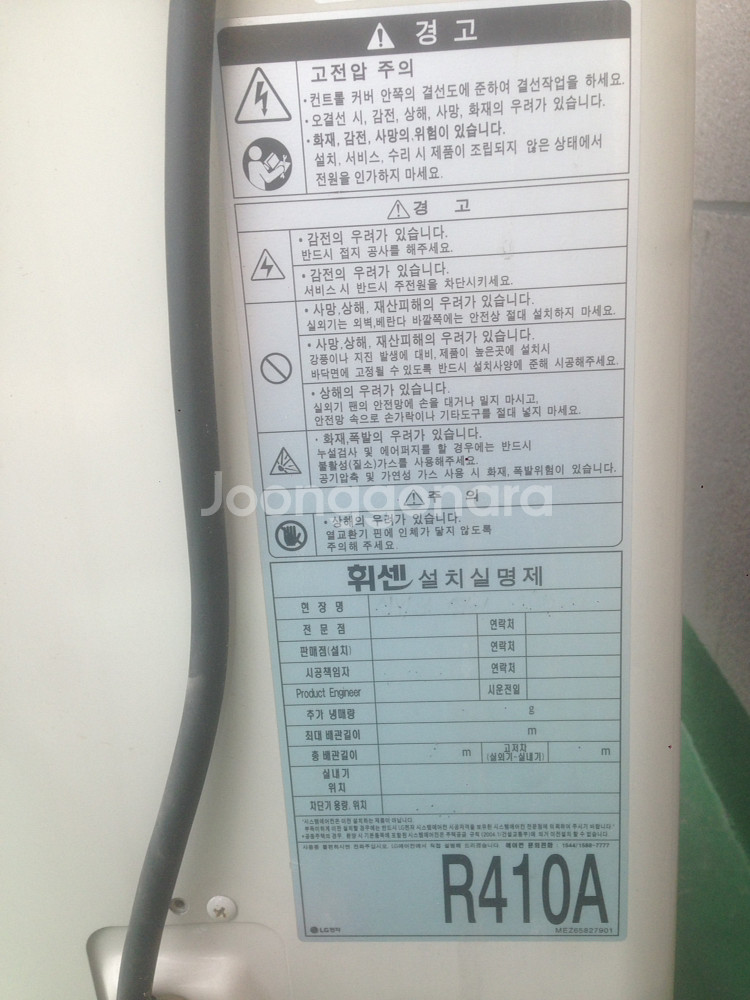 경 고
고전압 주의
· 컨트롤 커버 안쪽의 결선도에 준하여 결선작업을 하세요.
· 오결선 시, 감전, 상해, 사망, 화재의 우려가 있습니다.
· 화재, 감전, 사망의 위험이 있습니다.
설치, 서비스, 수리 시 제품이 조립되지 않은 상태에서
전원을 인가하지 마세요.
경 고
· 감전의 우려가 있습니다.
반드시 접지 공사를 해주세요.
· 감전의 우려가 있습니다.
서비스 시 반드시 주전원을 차단시키세요.
· 사망,상해, 재산피해의 우려가 있습니다.
실외기는 외벽,베란다 바깥쪽에는 안전상 절대 설치하지 마세요.
· 사망,상해, 재산피해의 우려가 있습니다.
강풍이나 지진 발생에 대비, 제품이 높은곳에 설치시
바닥면에 고정될 수 있도록 반드시 설치사양에 준해 시공해주세요.
· 상해의 우려가 있습니다.
실외기 팬의 안전망에 손을 대거나 밀지 마시고,
안전망 속으로 손가락이나 기타도구를 절대 넣지 마세요.
· 화재,폭발의 우려가 있습니다.
누설검사 및 에어퍼지를 할 경우에는 반드시
불활성(질소)가스를 사용해주세요.
공기압축 및 가연성 가스 사용 시 화재, 폭발위험이 있습니다.
주 의
Joonggonara
· 상해의 우려가 있습니다.
열교환기 핀에 인체가 닿지 않도록
주의해 주세요.
휘센 설치실명제
현 장 명
전 문 점 연락처
판매점(설치) 연락처
시공책임자 연락처
Product Engineer 시운전일
추가 냉매량 g
최대 배관길이 m
총 배관길이 m 고저차 (실외기-실내기) m
실내기
위치
차단기 용량, 위치
R410A
LG전자
MEZ65827901